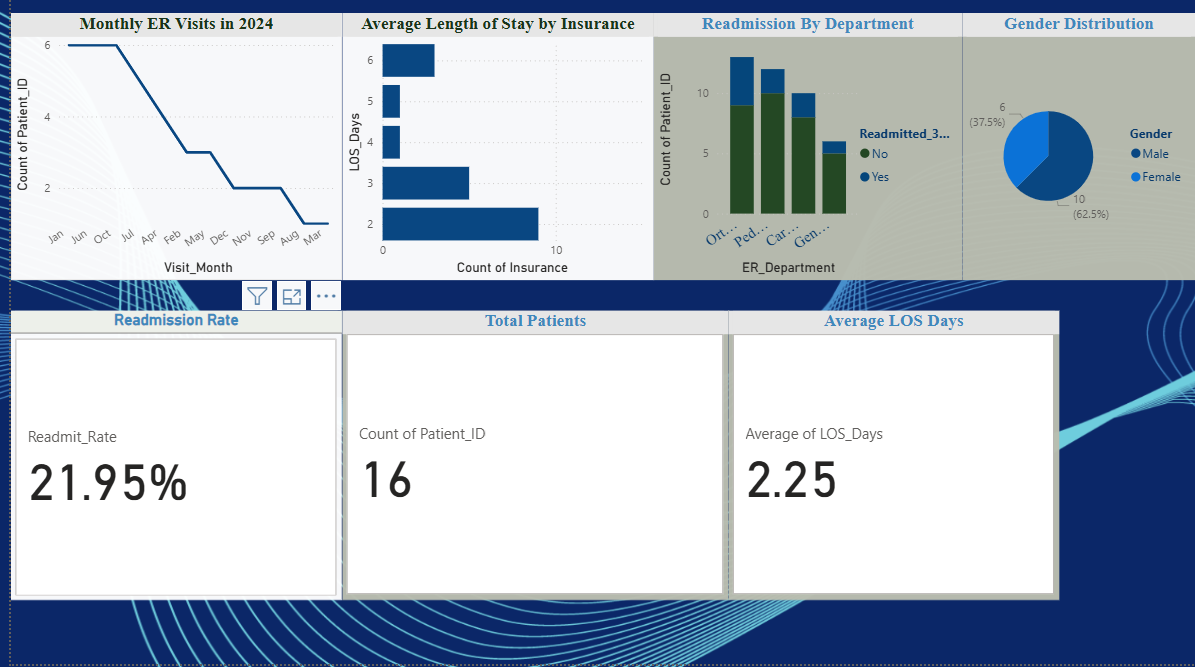 Monthly ER Visits in 2024
Count of Patient_ID
6
4
2
Jan Jun Oct Jul Apr Feb May Dec Nov Sep Aug Mar
Visit_Month
Average Length of Stay by Insurance
LOS_Days
6
5
4
3
2
0 10
Count of Insurance
Readmission By Department
Count of Patient_ID
10
5
0
Ort... Ped... Car... Gen...
ER_Department
Readmitted_3...
No
Yes
Gender Distribution
6
(37.5%)
10
(62.5%)
Gender
Male
Female
Readmission Rate
Readmit_Rate
21.95%
Total Patients
Count of Patient_ID
16
Average LOS Days
Average of LOS_Days
2.25